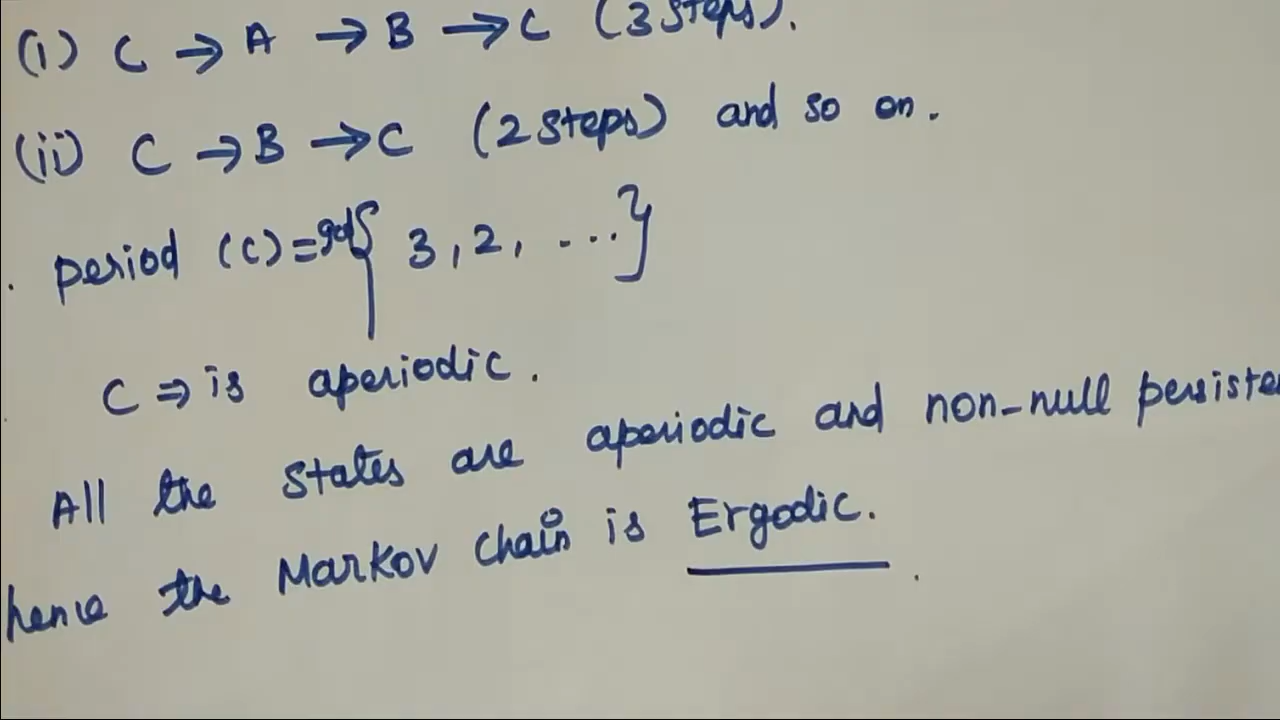 (i) C → A → B → C (3 steps).
(ii) C → B → C (2 steps) and so on.
. period (C) = gcd { 3, 2, ... }
C ⇒ is aperiodic.
All the states are aperiodic and non-null persiste
hence the Markov chain is Ergodic.